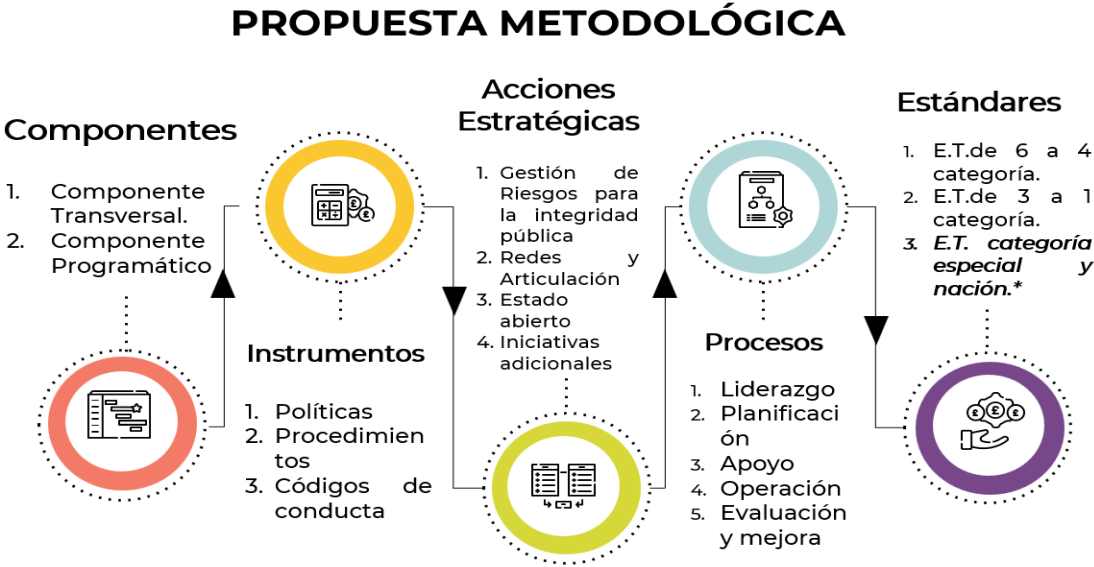 PROPUESTA METODOLÓGICA
Componentes
1. Componente
Transversal.
2. Componente
Programático
Instrumentos
1. Políticas
2. Procedimien
tos
3. Códigos de
conducta
Acciones
Estratégicas
1. Gestión de
Riesgos para
la integridad
pública
2. Redes y
Articulación
3. Estado
abierto
4. Iniciativas
adicionales
Procesos
1. Liderazgo
2. Planificaci
ón
3. Apoyo
4. Operación
5. Evaluación
y mejora
Estándares
1. E.T.de 6 a 4
categoría.
2. E.T.de 3 a 1
categoría.
3. E.T. categoría
especial y
nación.*